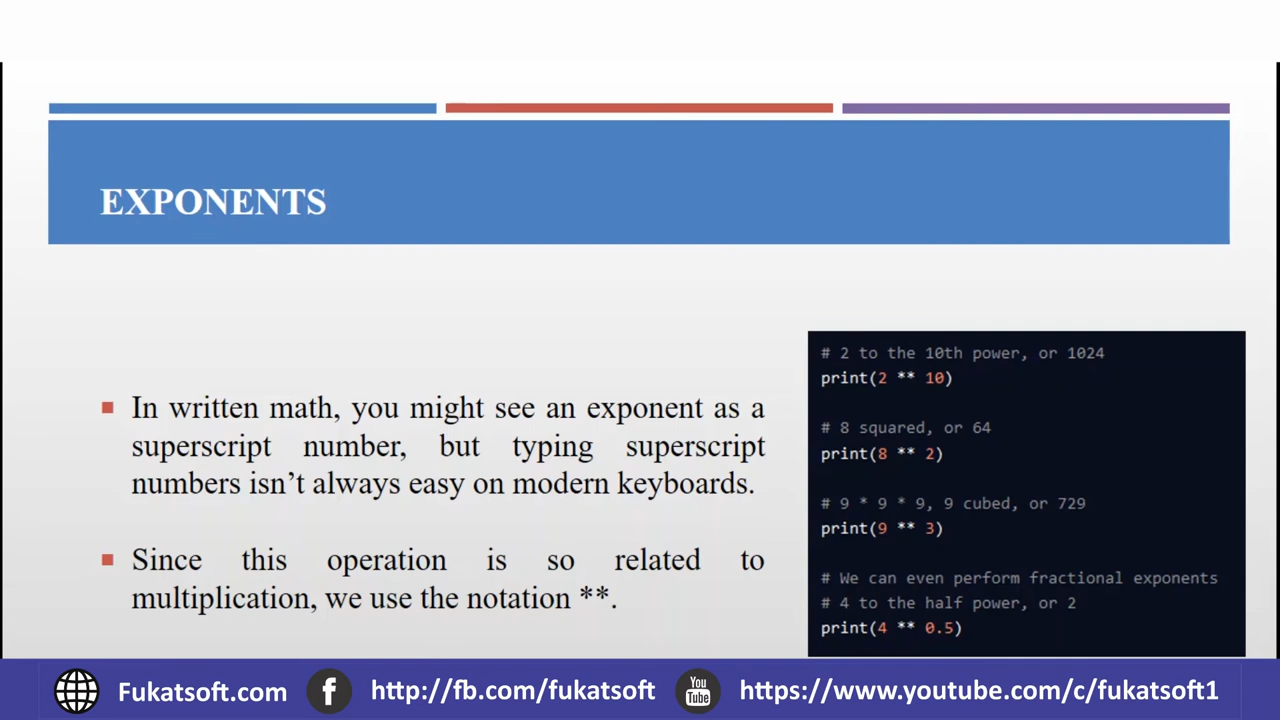 EXPONENTS
In written math, you might see an exponent as a
superscript number, but typing superscript
numbers isn’t always easy on modern keyboards.
Since this operation is so related to
multiplication, we use the notation **.
# 2 to the 10th power, or 1024
print(2 ** 10)
# 8 squared, or 64
print(8 ** 2)
# 9 * 9 * 9, 9 cubed, or 729
print(9 ** 3)
# We can even perform fractional exponents
# 4 to the half power, or 2
print(4 ** 0.5)
Fukatsoft.com
f
http://fb.com/fukatsoft
You
Tube
https://www.youtube.com/c/fukatsoft1